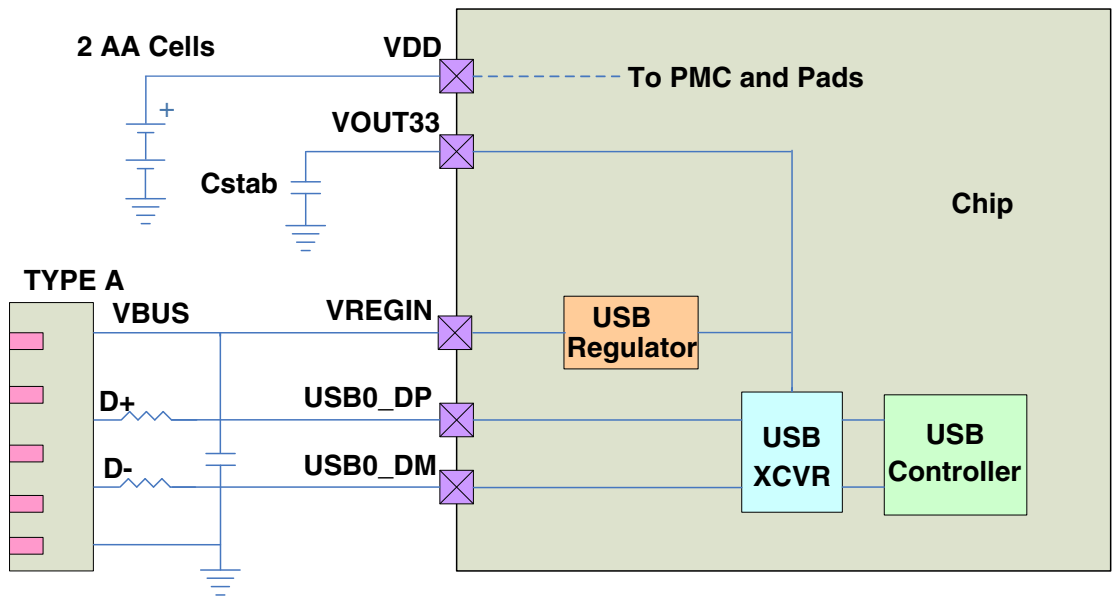 2 AA Cells
VDD
To PMC and Pads
+
VOUT33
Cstab
Chip
TYPE A
VBUS
VREGIN
USB
Regulator
D+
USB0_DP
D-
USB0_DM
USB
XCVR
USB
Controller